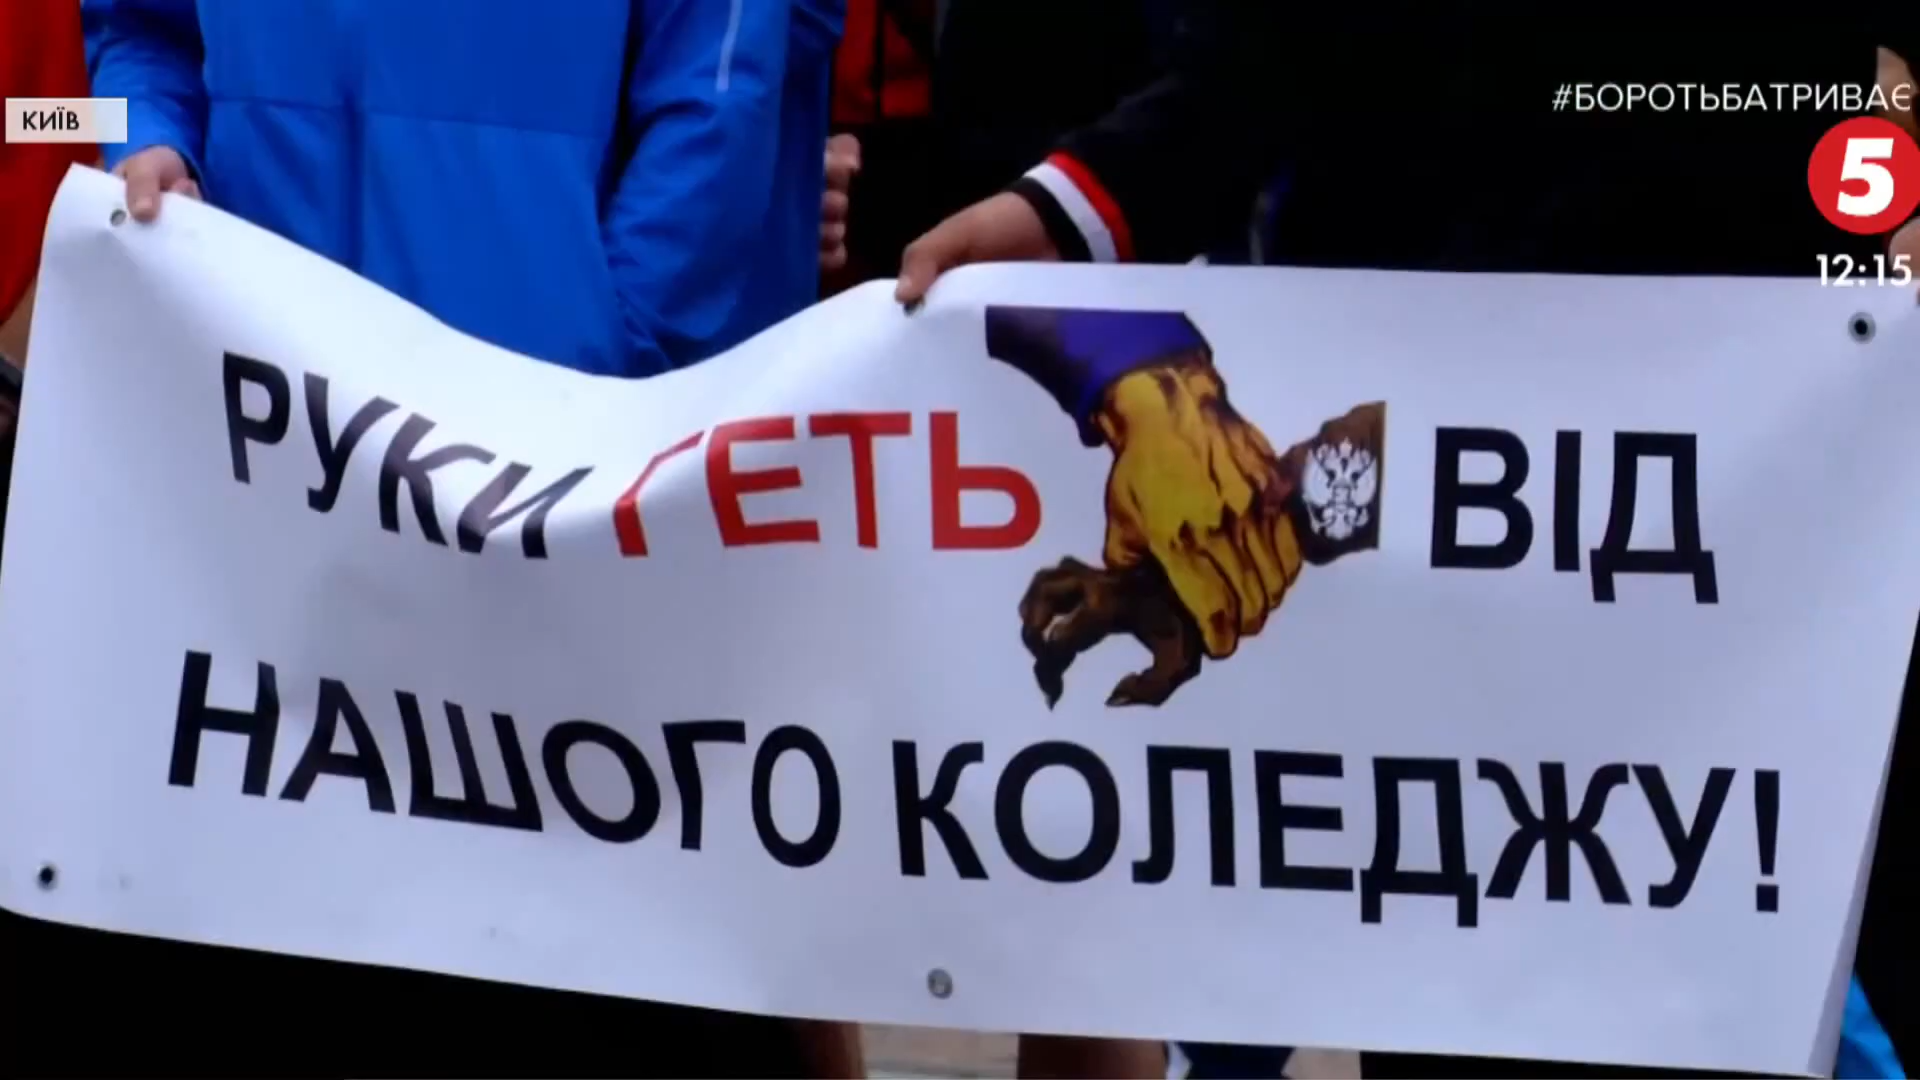 #БОРОТЬБАТРИВАЄ
КИЇВ
5
12:15
РУКИ ГЕТЬ ВІД
НАШОГО КОЛЕДЖУ!